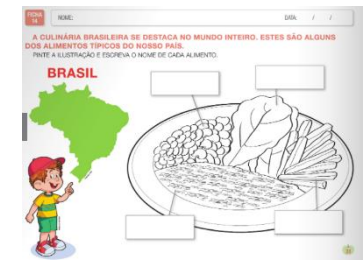 FICHA
14
NOME:
DATA: / /
A CULINÁRIA BRASILEIRA SE DESTACA NO MUNDO INTEIRO. ESTES SÃO ALGUNS
DOS ALIMENTOS TÍPICOS DO NOSSO PAÍS.
PINTE A ILUSTRAÇÃO E ESCREVA O NOME DE CADA ALIMENTO.
BRASIL